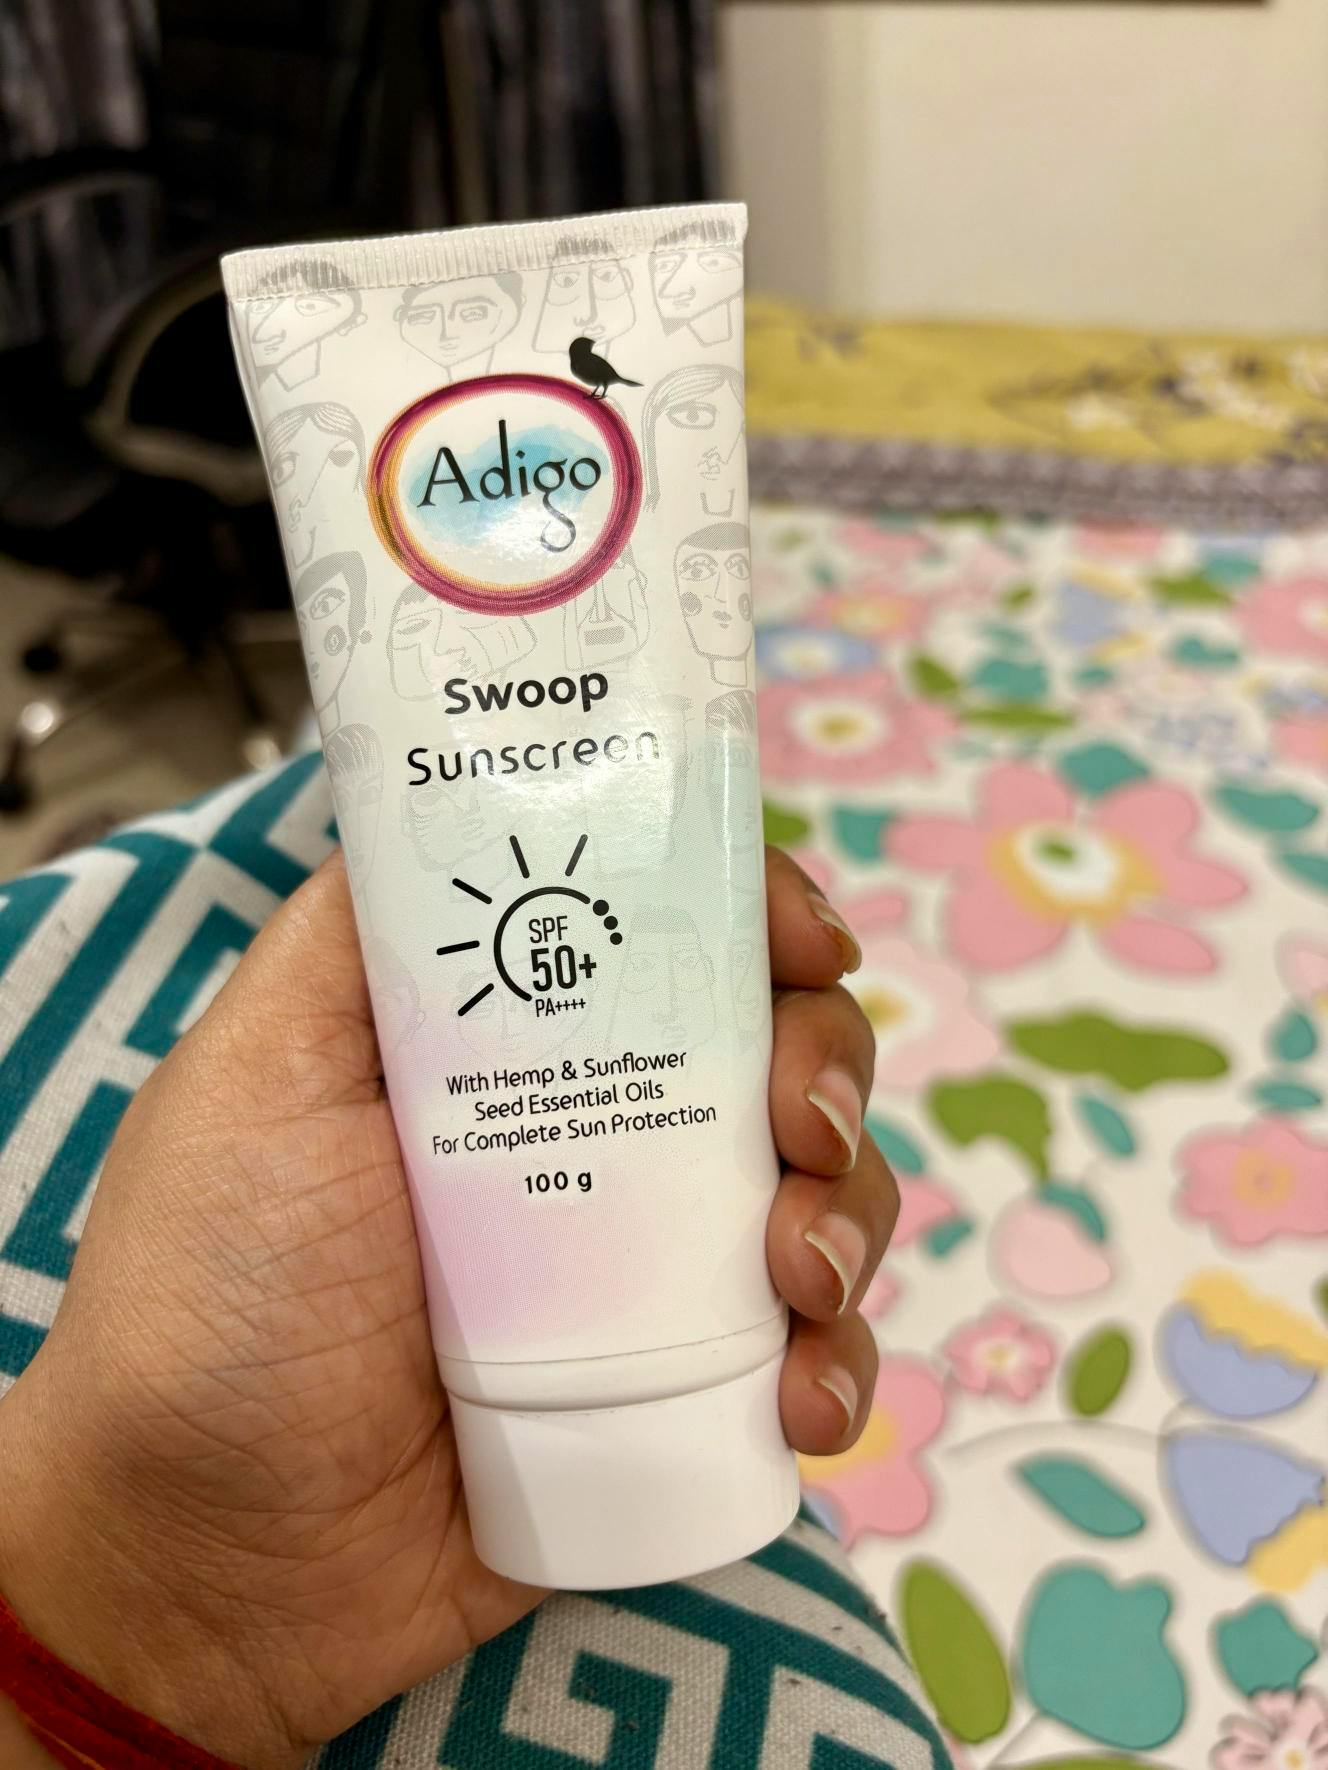 Adigo
Swoop
Sunscreen
SPF
50+
PA++++
With Hemp & Sunflower
Seed Essential Oils
For Complete Sun Protection
100 g